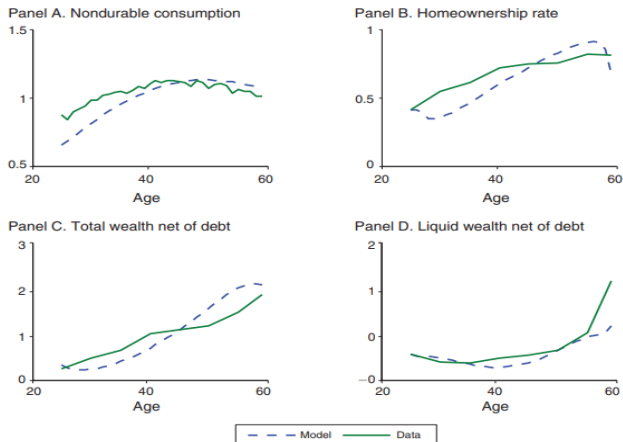 Panel A. Nondurable consumption
1.5
1
0.5
20
40
60
Age
Panel B. Homeownership rate
1
0.5
0
20
40
60
Age
Panel C. Total wealth net of debt
3
2
1
0
20
40
60
Age
Panel D. Liquid wealth net of debt
2
1
0
–0
20
40
60
Age
Model Data